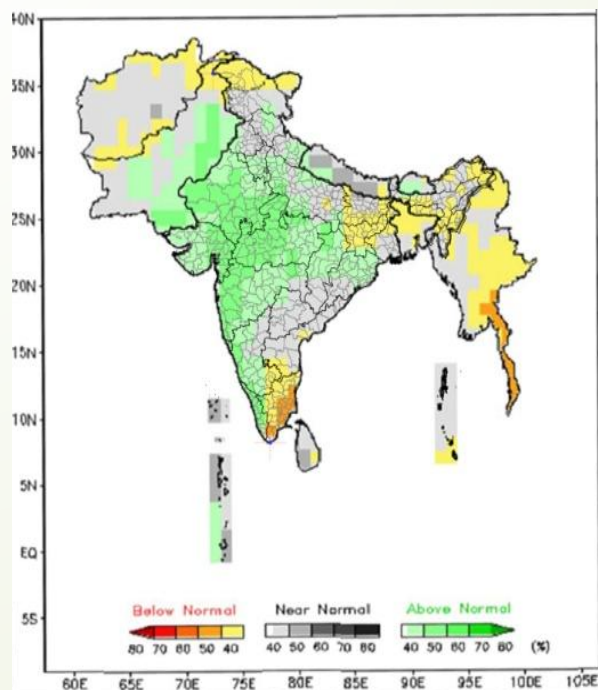 40N
35N
30N
25N
20N
15N
10N
5N
EQ
5S
Below Normal Near Normal Above Normal
80 70 60 50 40 40 50 60 70 80 40 50 60 70 80 (%)
60E 65E 70E 75E 80E 85E 90E 95E 100E 105E